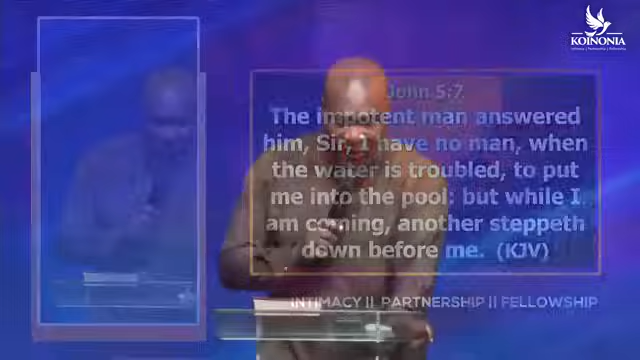 KOINONIA
John 5:7
The impotent man answered
him, Sir, I have no man, when
the water is troubled, to put
me into the pool: but while I
am coming, another steppeth
down before me. (KJV)
INTIMACY || PARTNERSHIP || FELLOWSHIP